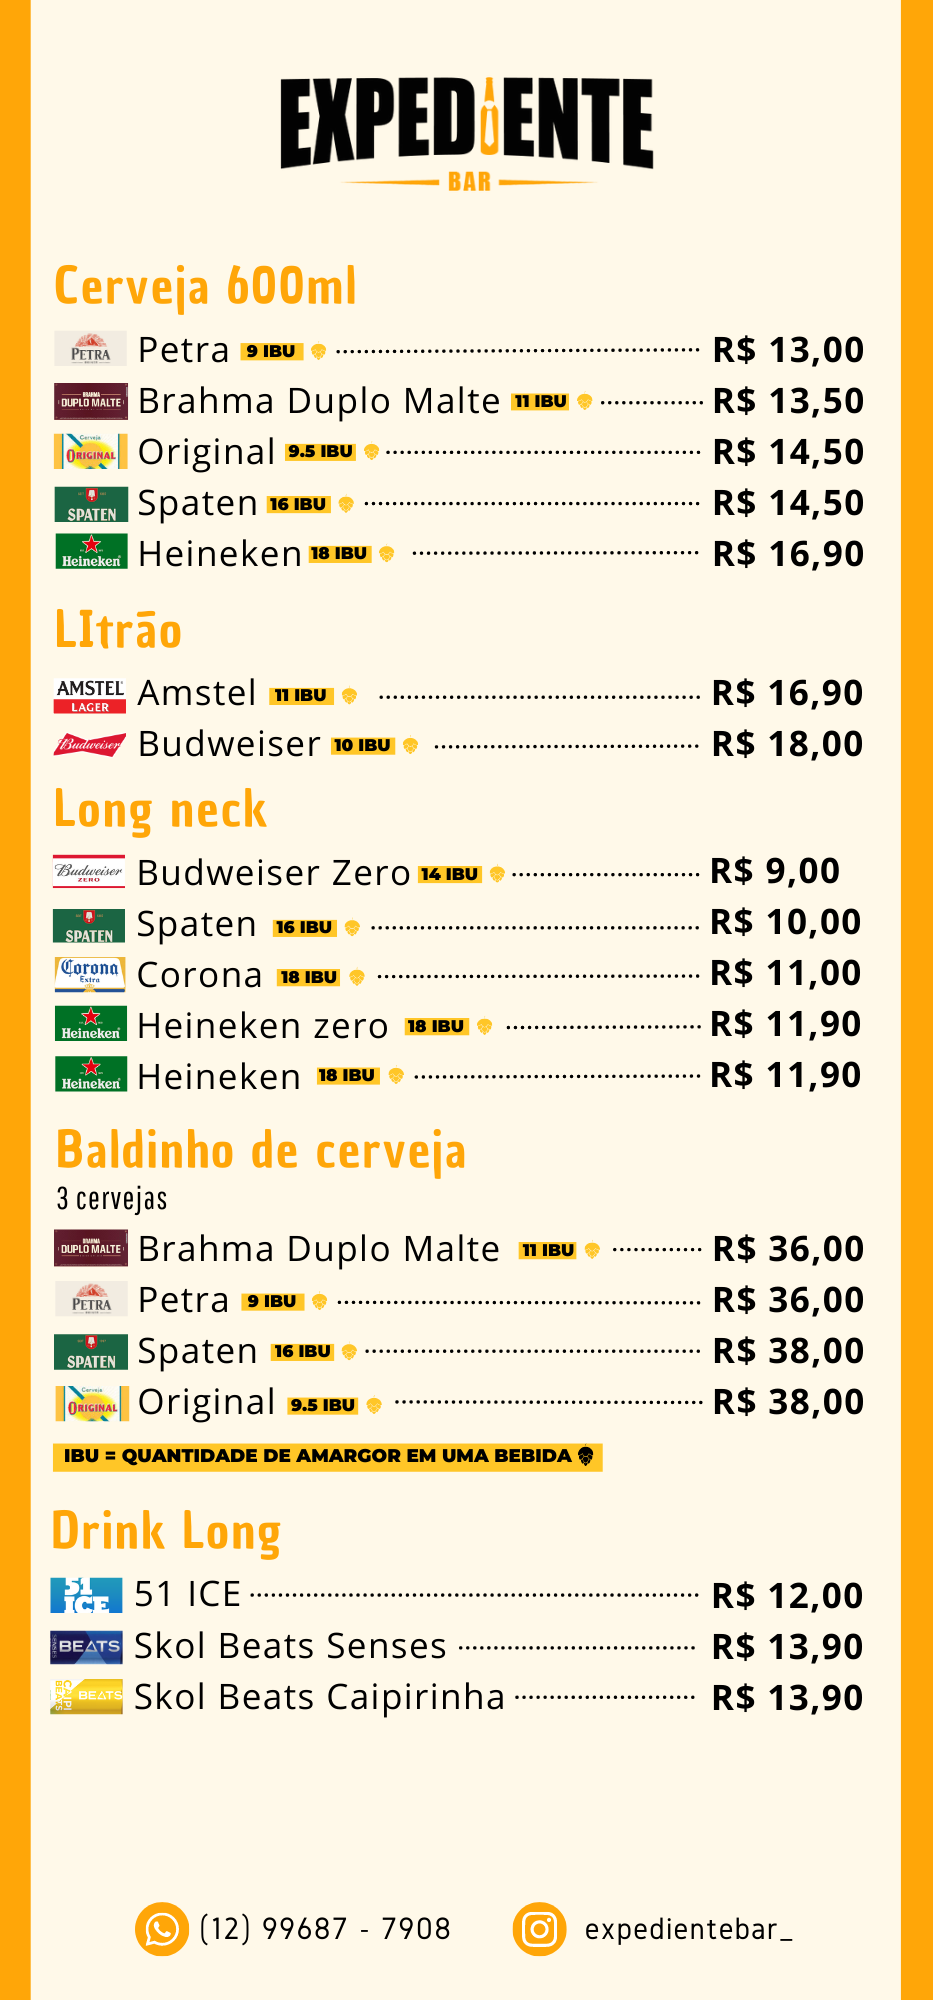 EXPEDIENTE
BAR
Cerveja 600ml
PETRA Petra 9 IBU R$ 13,00
BRAHMA DUPLO MALTE Brahma Duplo Malte 11 IBU R$ 13,50
Cerveja ORIGINAL Original 9.5 IBU R$ 14,50
SPATEN Spaten 16 IBU R$ 14,50
Heineken Heineken 18 IBU R$ 16,90
LItrão
AMSTEL LAGER Amstel 11 IBU R$ 16,90
Budweiser Budweiser 10 IBU R$ 18,00
Long neck
Budweiser ZERO Budweiser Zero 14 IBU R$ 9,00
SPATEN Spaten 16 IBU R$ 10,00
Corona Extra Corona 18 IBU R$ 11,00
Heineken Heineken zero 18 IBU R$ 11,90
Heineken Heineken 18 IBU R$ 11,90
Baldinho de cerveja
3 cervejas
BRAHMA DUPLO MALTE Brahma Duplo Malte 11 IBU R$ 36,00
PETRA Petra 9 IBU R$ 36,00
SPATEN Spaten 16 IBU R$ 38,00
Cerveja ORIGINAL Original 9.5 IBU R$ 38,00
IBU = QUANTIDADE DE AMARGOR EM UMA BEBIDA
Drink Long
51 ICE 51 ICE R$ 12,00
SENSES BEATS Skol Beats Senses R$ 13,90
CAIPI BEATS BEATS Skol Beats Caipirinha R$ 13,90
(12) 99687 - 7908 expedientebar_